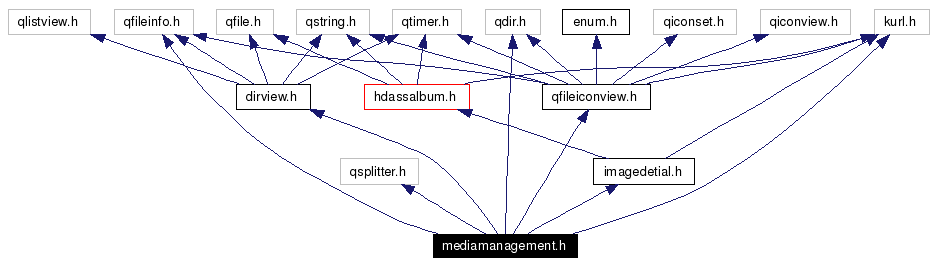 qlistview.h
qfileinfo.h
qfile.h
qstring.h
qtimer.h
qdir.h
enum.h
qiconset.h
qiconview.h
kurl.h
dirview.h
hdassalbum.h
qfileiconview.h
qsplitter.h
imagedetial.h
mediamanagement.h